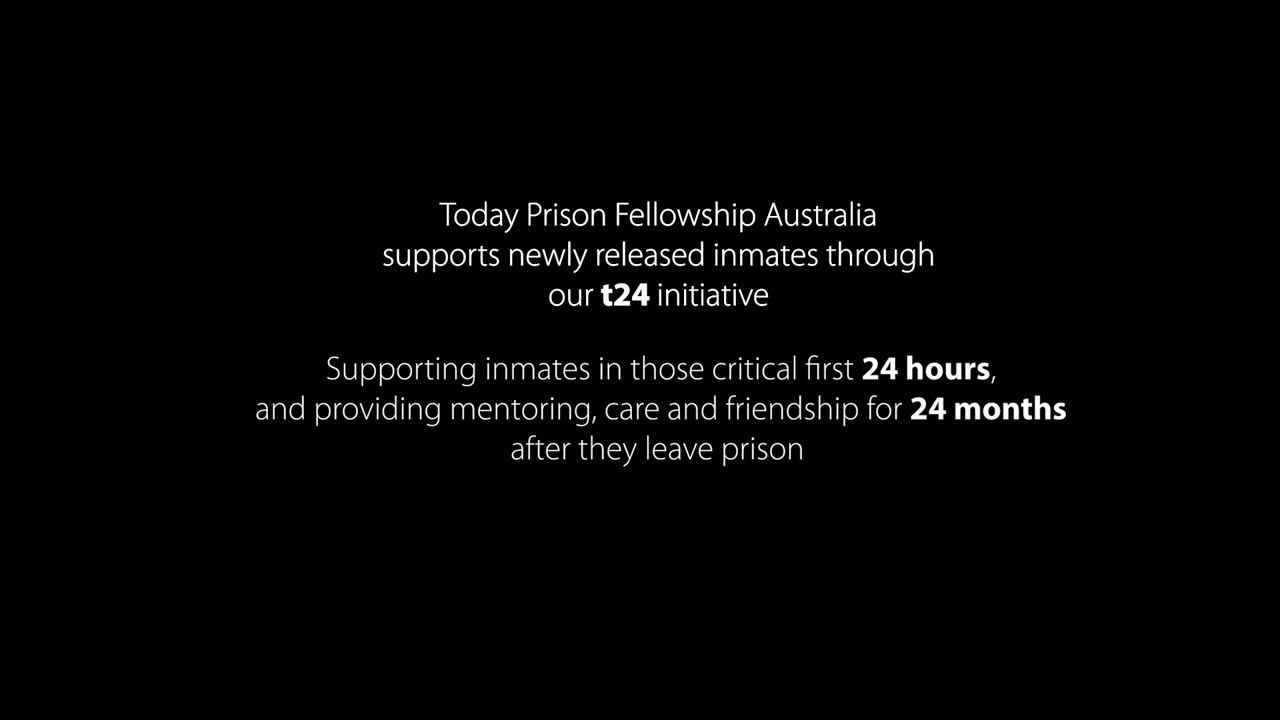 Today Prison Fellowship Australia
supports newly released inmates through
our t24 initiative
Supporting inmates in those critical first 24 hours,
and providing mentoring, care and friendship for 24 months
after they leave prison